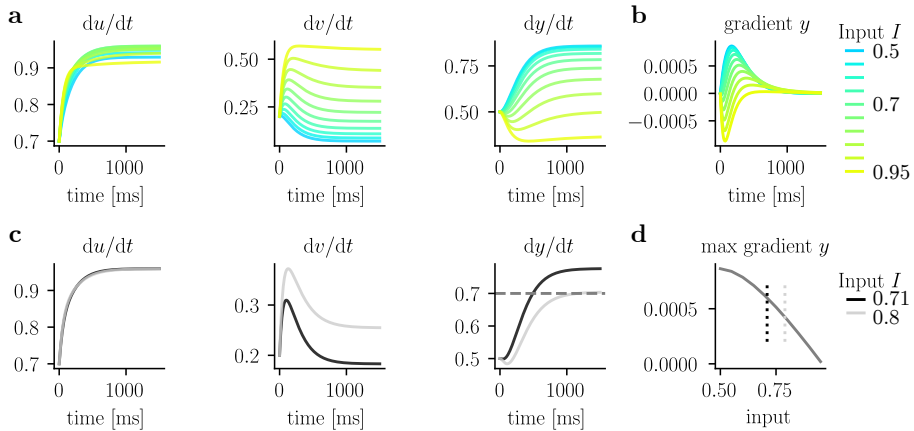 a
du/dt
0.9
0.8
0.7
0
1000
time [ms]
dv/dt
0.50
0.25
0
1000
time [ms]
dy/dt
0.75
0.50
0
1000
time [ms]
b
gradient y
0.0005
0.0000
−0.0005
0
1000
time [ms]
Input I
0.5
0.7
0.95
c
du/dt
0.9
0.8
0.7
0
1000
time [ms]
dv/dt
0.3
0.2
0
1000
time [ms]
dy/dt
0.7
0.6
0.5
0
1000
time [ms]
d
max gradient y
0.0005
0.0000
0.50
0.75
input
Input I
0.71
0.8